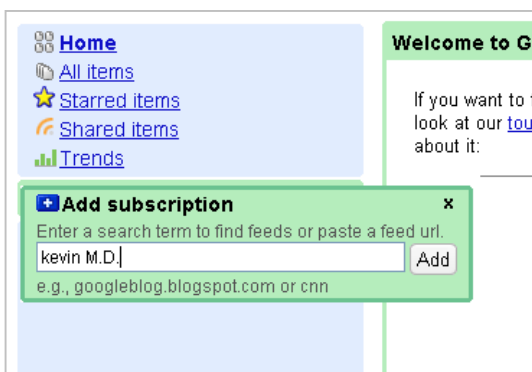 Home
All items
Starred items
Shared items
Trends
Welcome to G
If you want to
look at our tou
about it:
Add subscription x
Enter a search term to find feeds or paste a feed url.
kevin M.D. Add
e.g., googleblog.blogspot.com or cnn